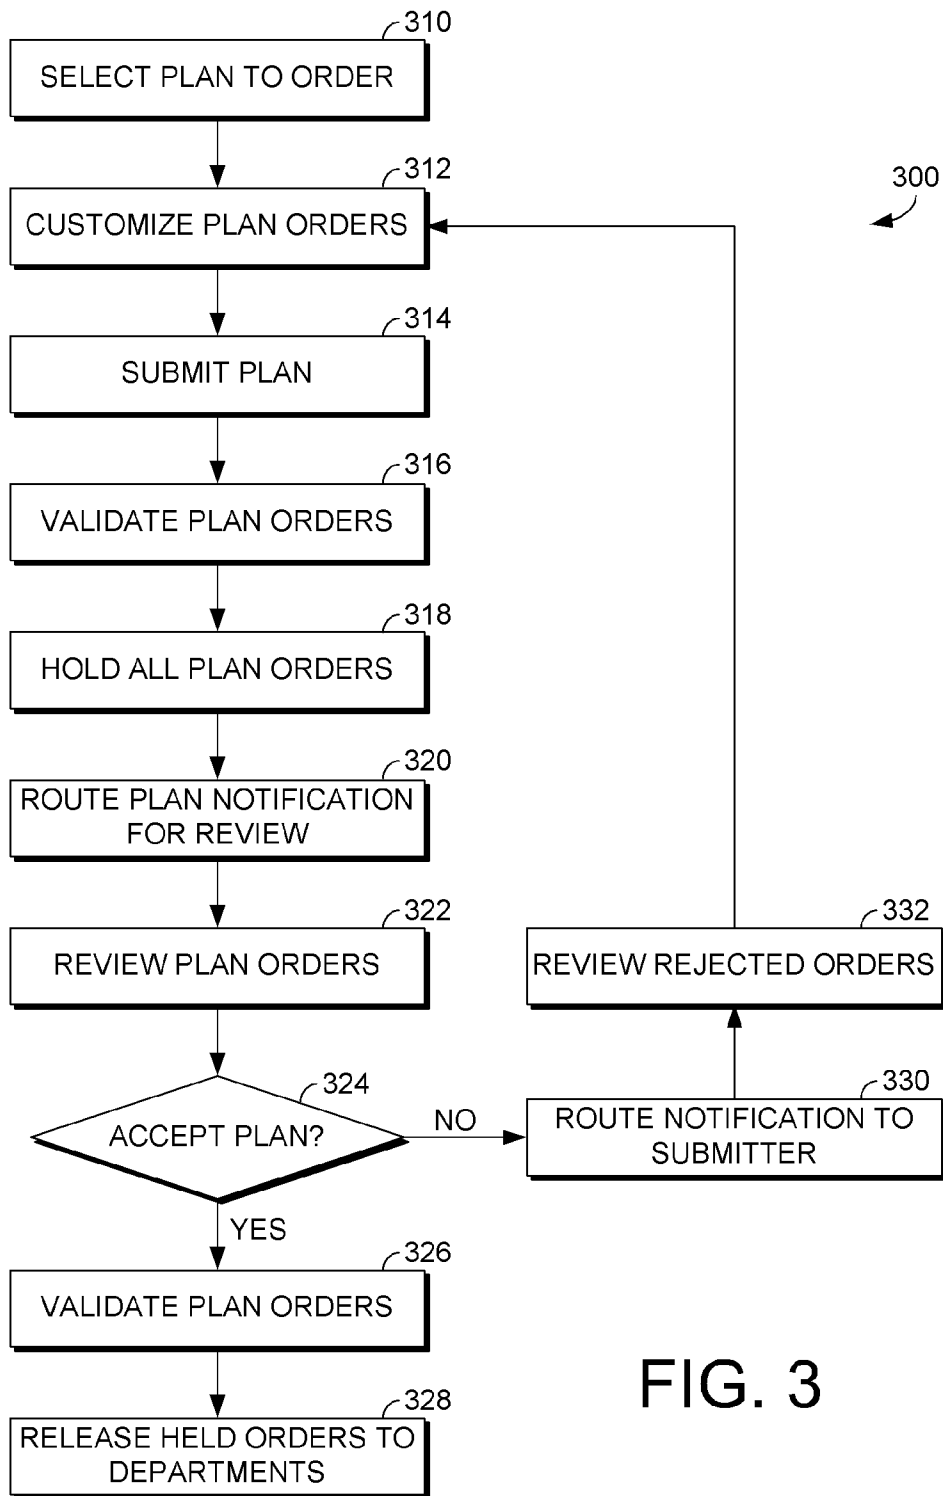 310
SELECT PLAN TO ORDER
312
CUSTOMIZE PLAN ORDERS
300
314
SUBMIT PLAN
316
VALIDATE PLAN ORDERS
318
HOLD ALL PLAN ORDERS
320
ROUTE PLAN NOTIFICATION
FOR REVIEW
322
REVIEW PLAN ORDERS
332
REVIEW REJECTED ORDERS
324
ACCEPT PLAN?
NO
330
ROUTE NOTIFICATION TO
SUBMITTER
YES
326
VALIDATE PLAN ORDERS
328
RELEASE HELD ORDERS TO
DEPARTMENTS
FIG. 3